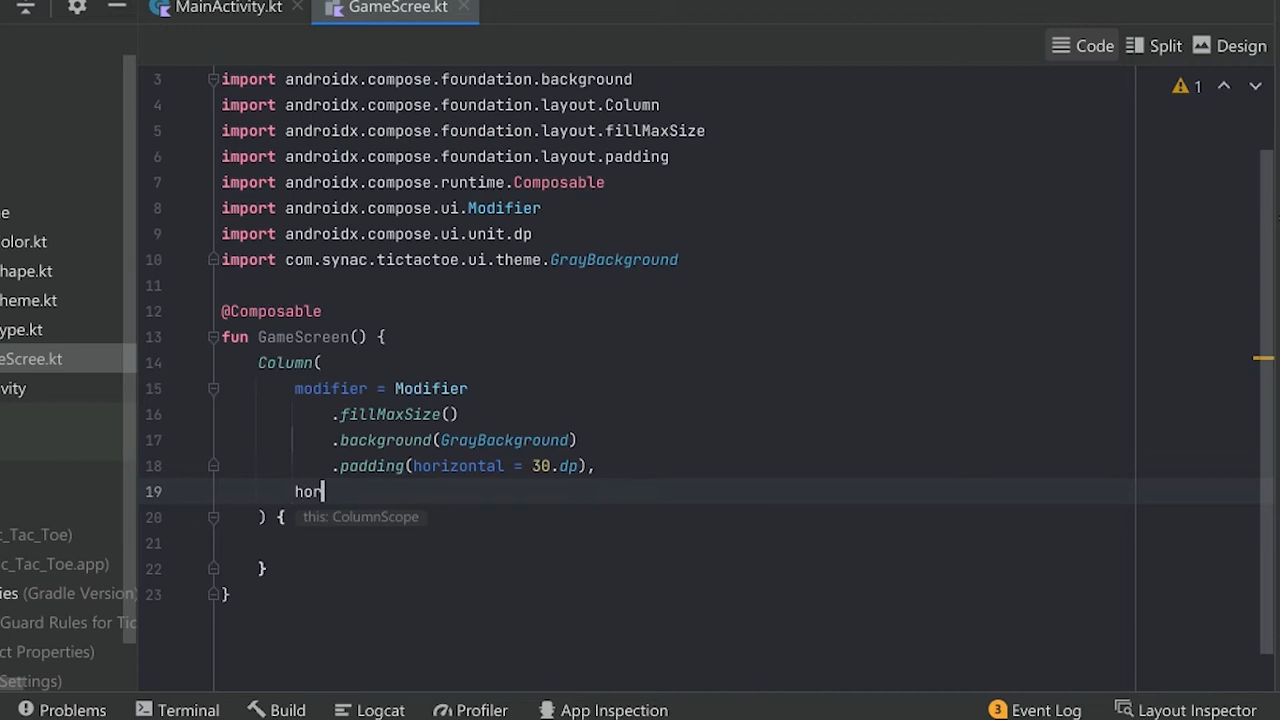 MainActivity.kt
GameScree.kt
Code Split Design
3 import androidx.compose.foundation.background
1
4 import androidx.compose.foundation.layout.Column
5 import androidx.compose.foundation.layout.fillMaxSize
6 import androidx.compose.foundation.layout.padding
7 import androidx.compose.runtime.Composable
8 import androidx.compose.ui.Modifier
9 import androidx.compose.ui.unit.dp
10 import com.synac.tictactoe.ui.theme.GrayBackground
11
12 @Composable
13 fun GameScreen() {
14 Column(
15 modifier = Modifier
16 .fillMaxSize()
17 .background(GrayBackground)
18 .padding(horizontal = 30.dp),
19 hor
20 ) { this: ColumnScope
21
22 }
23 }
e
olor.kt
hape.kt
heme.kt
ype.kt
eScree.kt
ivity
c_Tac_Toe)
c_Tac_Toe.app)
ies (Gradle Version)
Guard Rules for Tic
ct Properties)
Settings)
Problems Terminal Build Logcat Profiler App Inspection 3 Event Log Layout Inspector